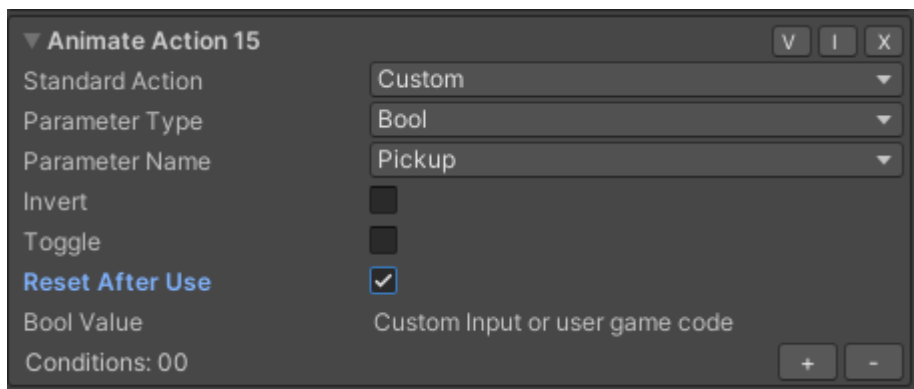 Animate Action 15 V I X
Standard Action Custom
Parameter Type Bool
Parameter Name Pickup
Invert
Toggle
Reset After Use
Bool Value Custom Input or user game code
Conditions: 00 + -